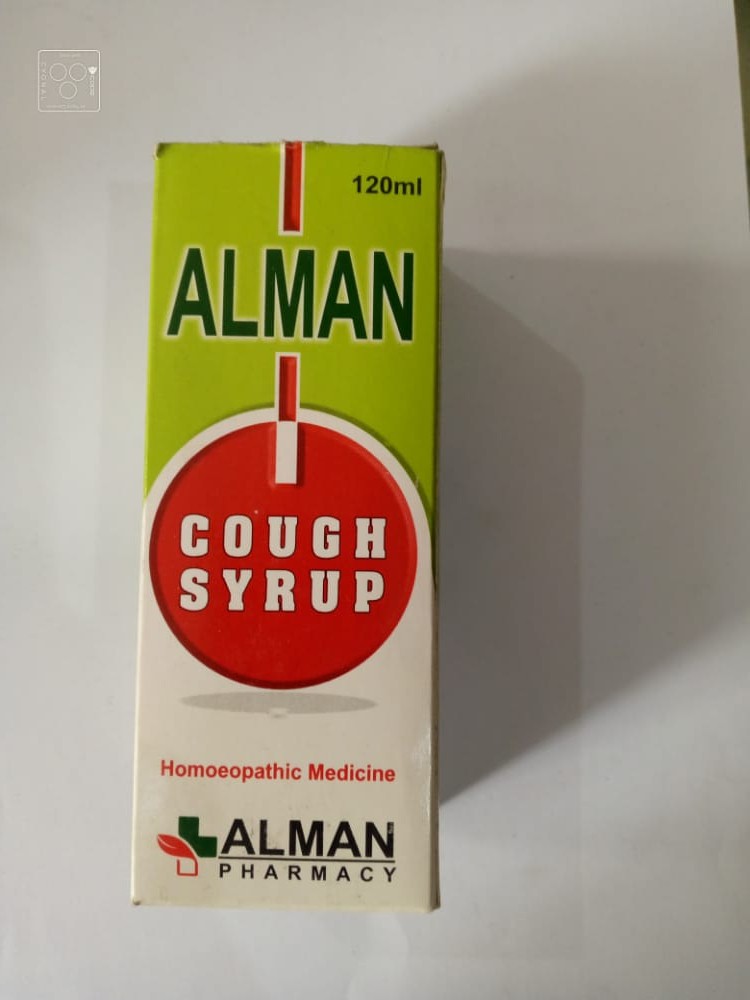 120ml
ALMAN
COUGH
SYRUP
Homoeopathic Medicine
ALMAN
PHARMACY